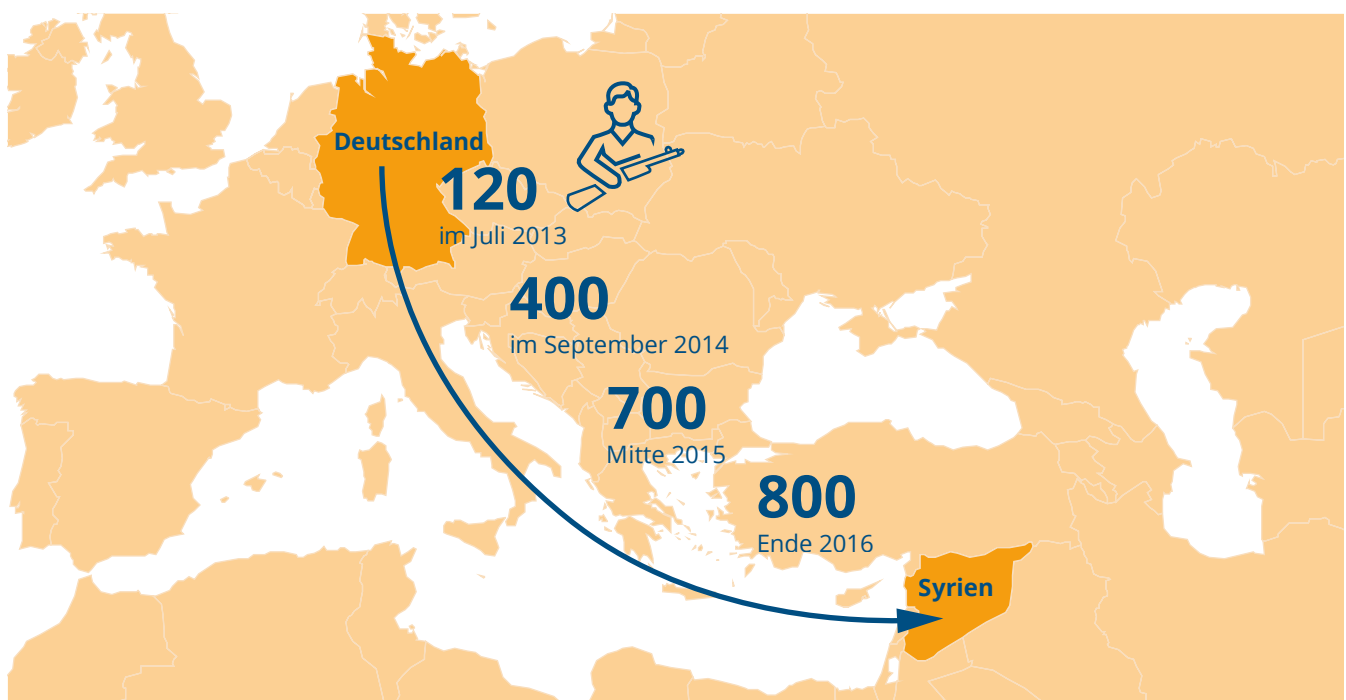 Deutschland
120
im Juli 2013
400
im September 2014
700
Mitte 2015
800
Ende 2016
Syrien